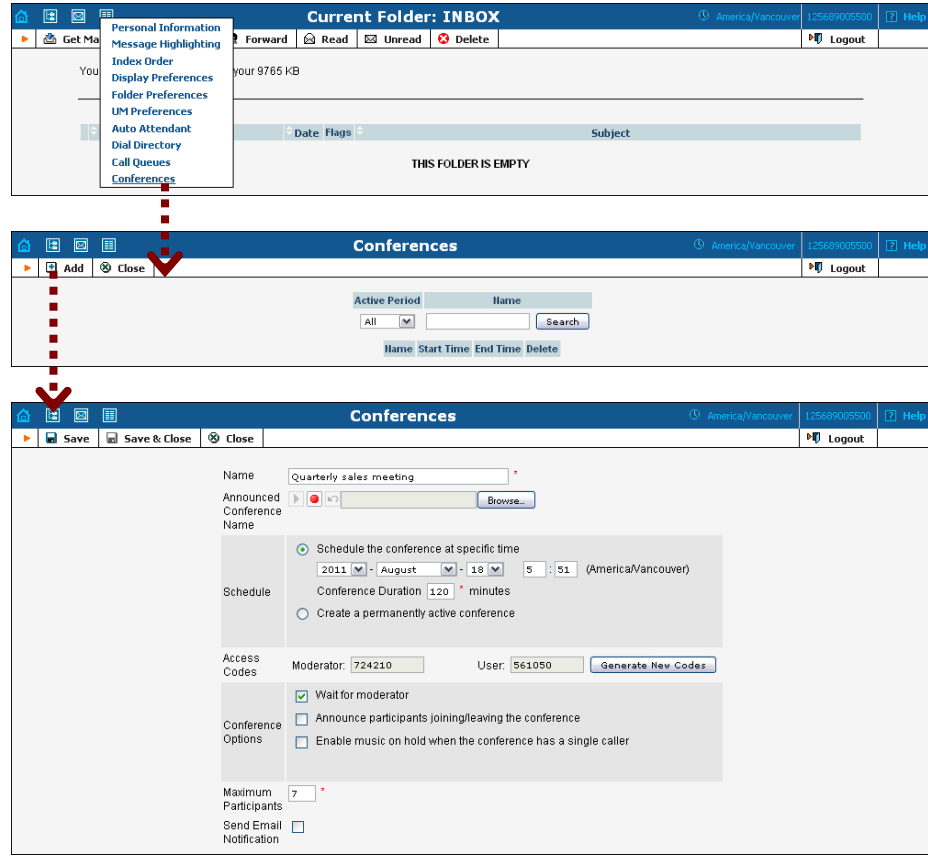 Current Folder: INBOX
America/Vancouver
125689005500
? Help
Get Ma
Forward
Read
Unread
Delete
Logout
Personal Information
Message Highlighting
Index Order
Display Preferences
Folder Preferences
UM Preferences
Auto Attendant
Dial Directory
Call Queues
Conferences
You
your 9765 KB
Date Flags Subject
THIS FOLDER IS EMPTY
Conferences
America/Vancouver
125689005500
? Help
Add
Close
Logout
Active Period Name
All
Search
Name Start Time End Time Delete
Conferences
America/Vancouver
125689005500
? Help
Save
Save & Close
Close
Logout
Name
Quarterly sales meeting *
Announced
Conference
Name
Browse...
Schedule
Schedule the conference at specific time
2011 - August - 18 5 : 51 (America/Vancouver)
Conference Duration 120 * minutes
Create a permanently active conference
Access
Codes
Moderator: 724210 User: 561050 Generate New Codes
Conference
Options
Wait for moderator
Announce participants joining/leaving the conference
Enable music on hold when the conference has a single caller
Maximum
Participants
7 *
Send Email
Notification